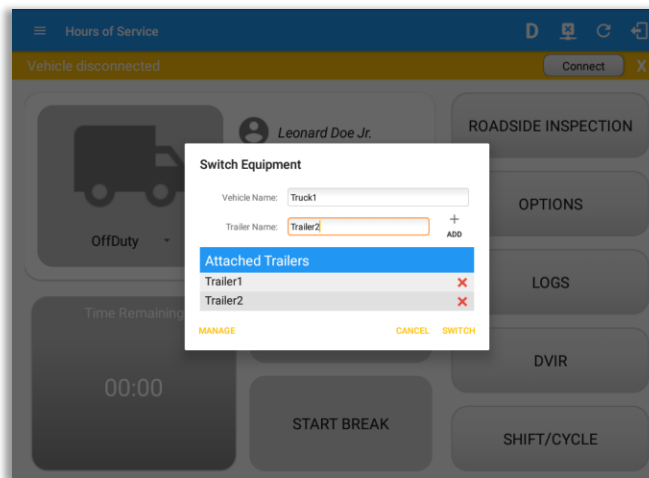 Hours of Service
D
Vehicle disconnected
Connect
X
Leonard Doe Jr.
ROADSIDE INSPECTION
Switch Equipment
Vehicle Name:
Truck1
Trailer Name:
Trailer2
ADD
OffDuty
OPTIONS
Attached Trailers
Trailer1
Trailer2
LOGS
Time Remaining
MANAGE
CANCEL
SWITCH
DVIR
00:00
START BREAK
SHIFT/CYCLE